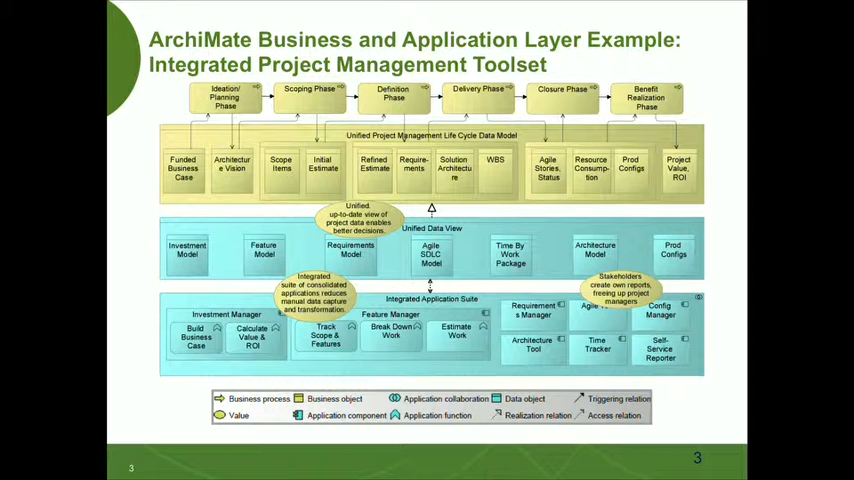 ArchiMate Business and Application Layer Example:
Integrated Project Management Toolset
Ideation/
Planning
Phase
Scoping Phase
Definition
Phase
Delivery Phase
Closure Phase
Benefit
Realization
Phase
Unified Project Management Life Cycle Data Model
Funded
Business
Case
Architectur
e Vision
Scope
Items
Initial
Estimate
Refined
Estimate
Require-
ments
Solution
Architectu
re
WBS
Agile
Stories,
Status
Resource
Consump-
tion
Prod
Configs
Project
Value,
ROI
Unified,
up-to-date view of
project data enables
better decisions.
Unified Data View
Investment
Model
Feature
Model
Requirements
Model
Agile
SDLC
Model
Time By
Work
Package
Architecture
Model
Prod
Configs
Integrated
suite of consolidated
applications reduces
manual data capture
and transformation.
Stakeholders
create own reports,
freeing up project
managers
Integrated Application Suite
Investment Manager
Build
Business
Case
Calculate
Value &
ROI
Feature Manager
Track
Scope &
Features
Break Down
Work
Estimate
Work
Requirement
s Manager
Agile
Config
Manager
Architecture
Tool
Time
Tracker
Self-
Service
Reporter
Business process
Business object
Application collaboration
Data object
Triggering relation
Value
Application component
Application function
Realization relation
Access relation
3
3